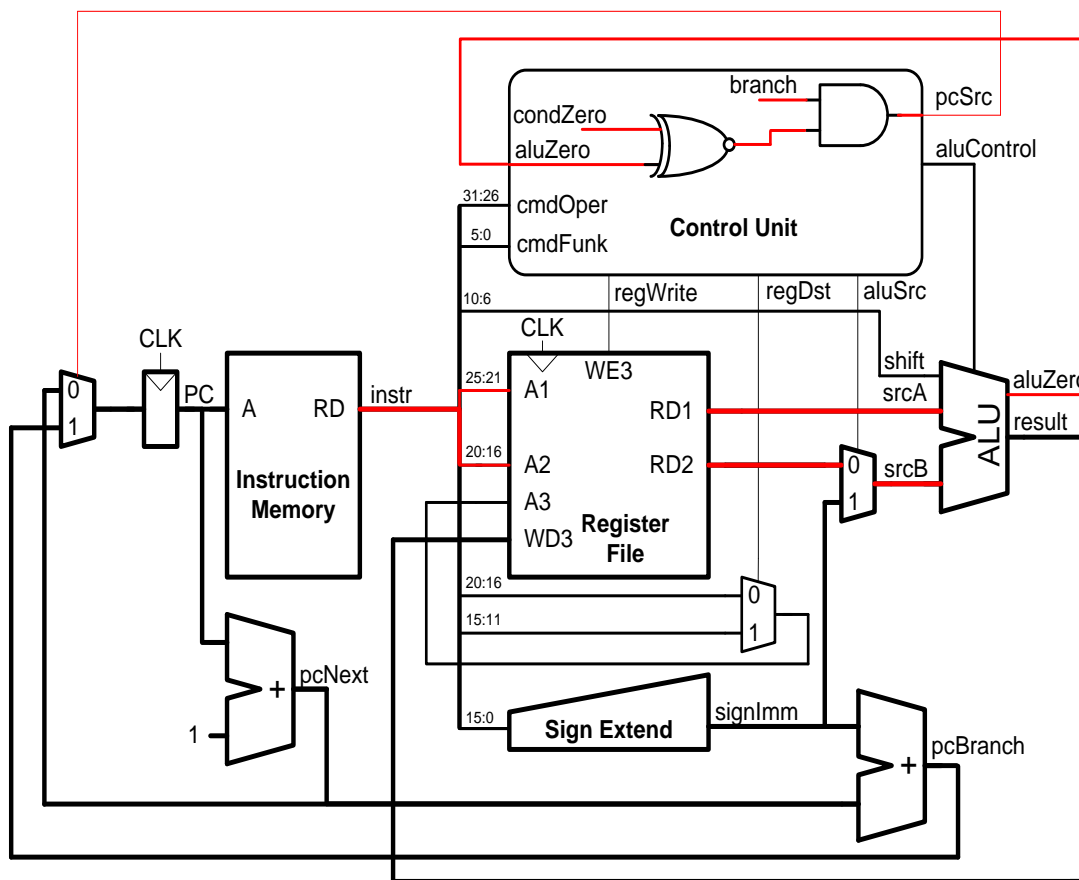 branch
pcSrc
condZero
aluZero
aluControl
31:26
cmdOper
5:0
cmdFunk
Control Unit
10:6
regWrite
regDst
aluSrc
CLK
CLK
WE3
shift
aluZero
0
1
PC
A
RD
instr
25:21
A1
RD1
srcA
result
ALU
20:16
A2
RD2
0
srcB
1
Instruction
Memory
A3
WD3
Register
File
20:16
0
15:11
1
pcNext
+
1
15:0
Sign Extend
signImm
pcBranch
+